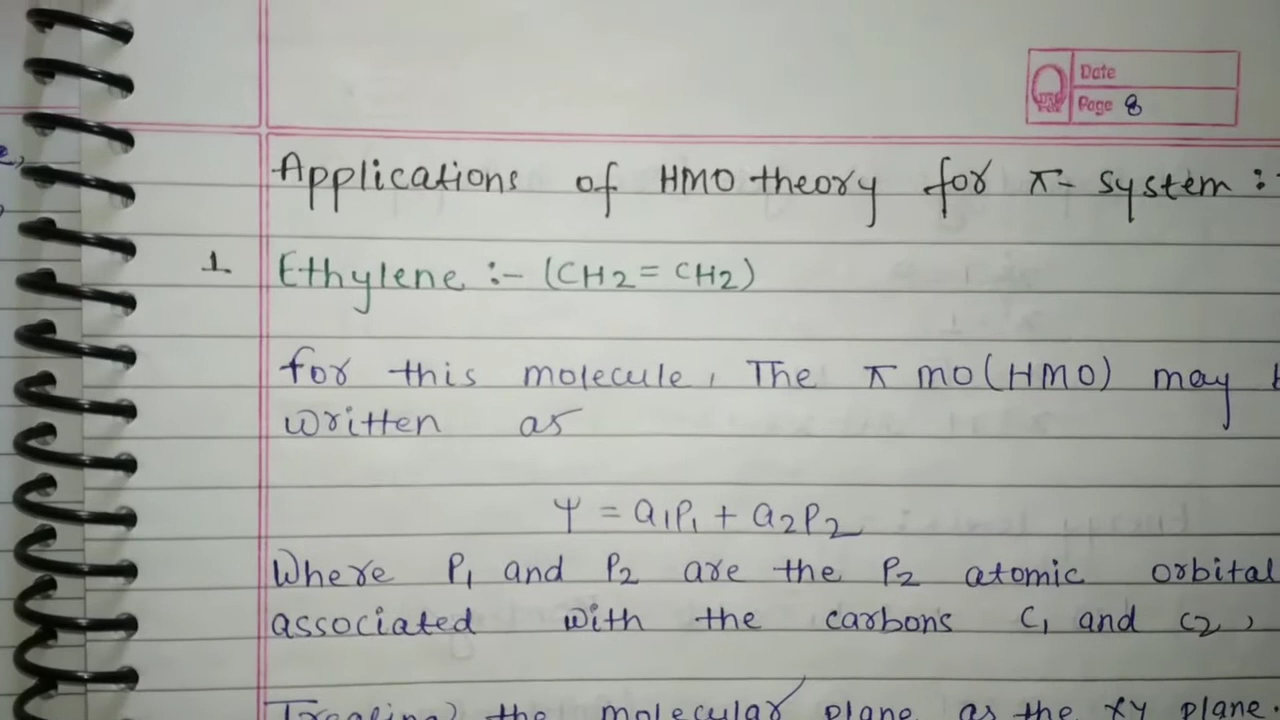 Date
Page 8
Applications of HMO theory for π- system :-
1 Ethylene :- (CH2 = CH2)
for this molecule, The π mo (HMO) may
written as
Ψ = a1P1 + a2P2
Where P1 and P2 are the Pz atomic orbital
associated with the carbons C1 and C2,
the molecular plane as the xy plane.